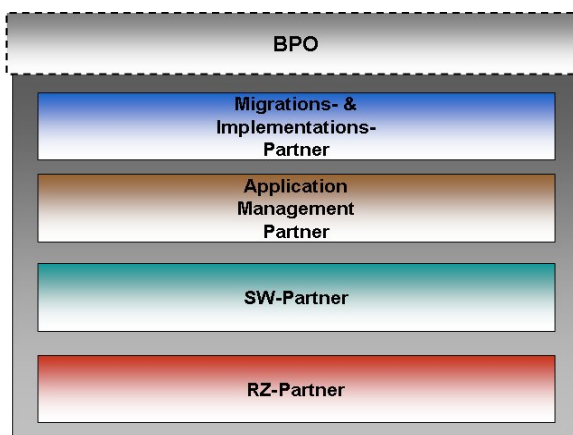 BPO
Migrations- &
Implementations-
Partner
Application
Management
Partner
SW-Partner
RZ-Partner